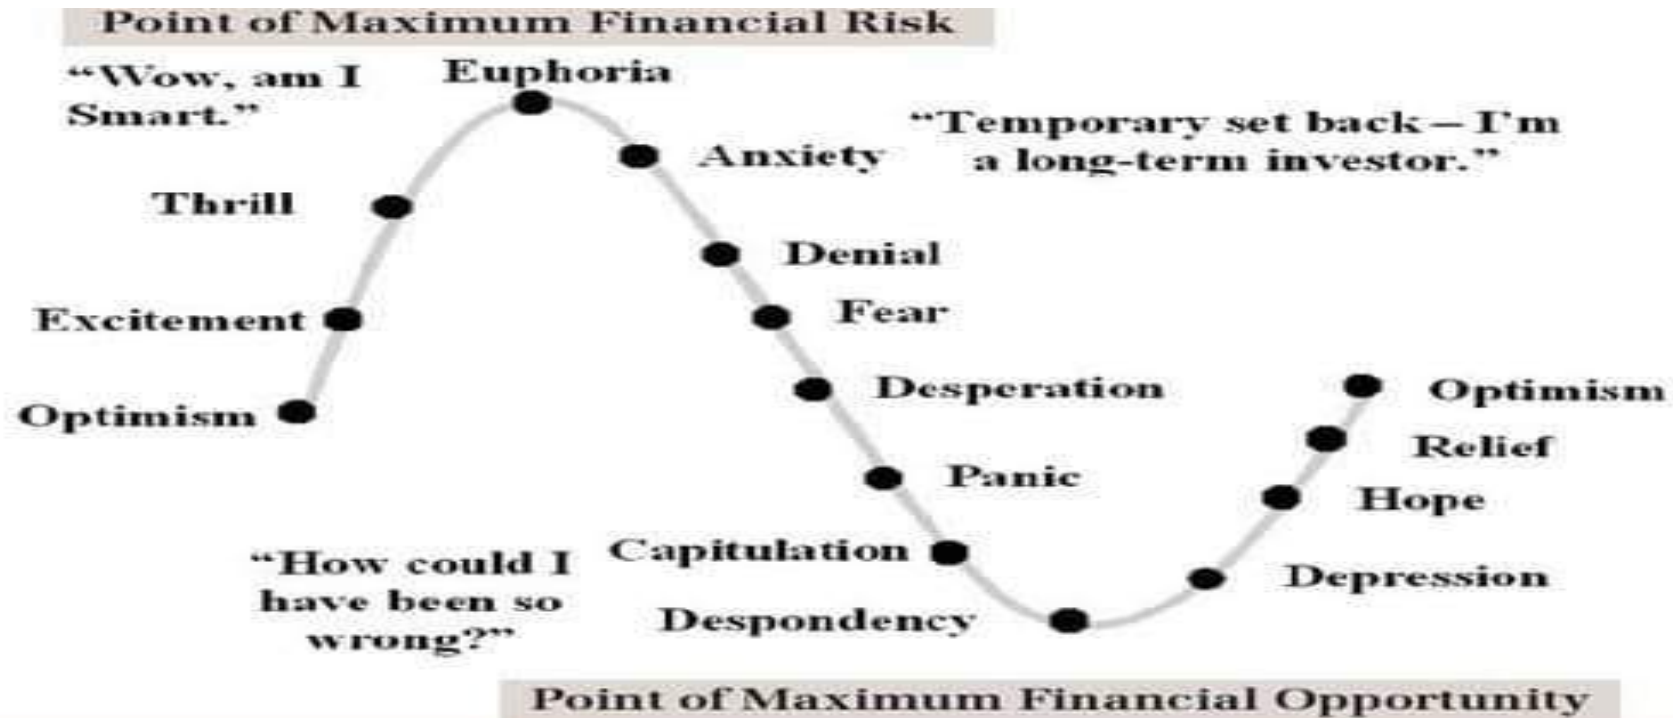 Point of Maximum Financial Risk
“Wow, am I
Smart.”
Euphoria
“Temporary set back – I’m
a long-term investor.”
Anxiety
Thrill
Denial
Fear
Excitement
Desperation
Optimism
Optimism
Relief
Panic
Hope
Capitulation
“How could I
have been so
wrong?”
Depression
Despondency
Point of Maximum Financial Opportunity